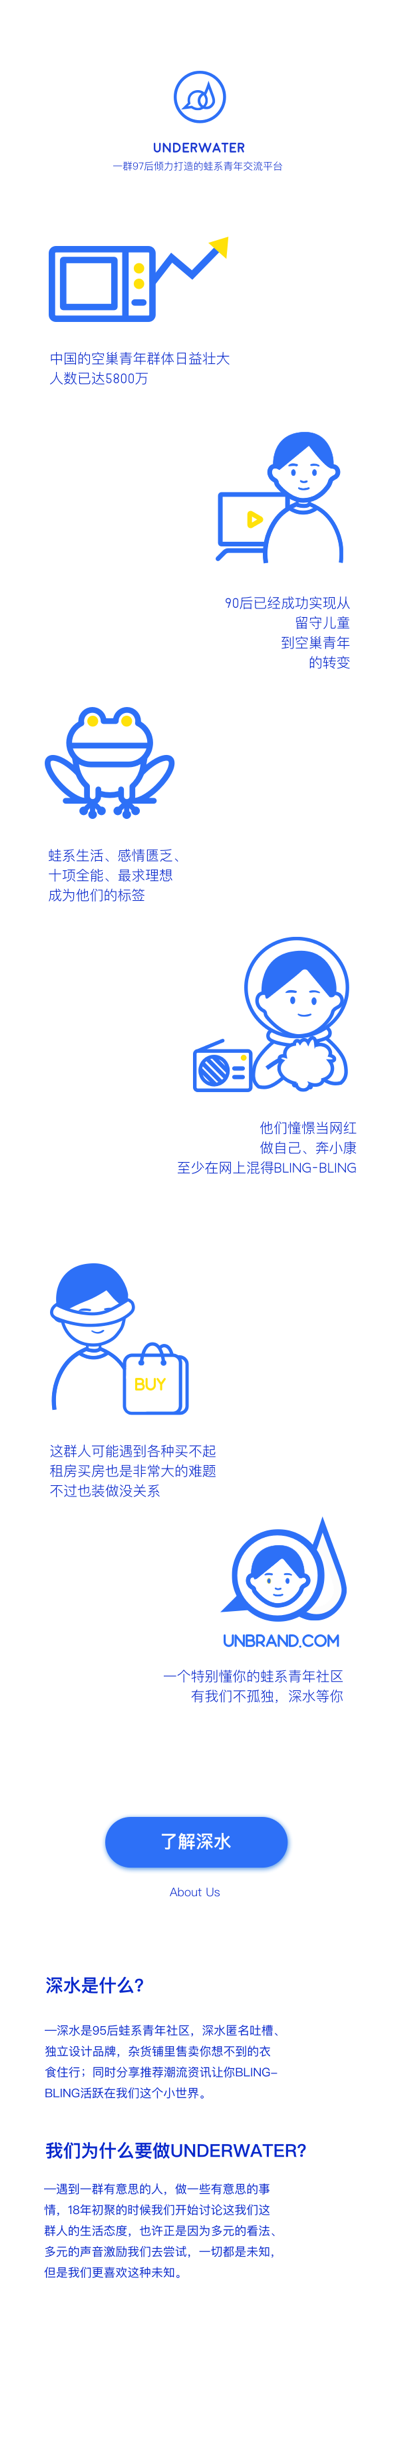 UNDERWATER
一群97后倾力打造的蛙系青年交流平台
中国的空巢青年群体日益壮大
人数已达5800万
90后已经成功实现从
留守儿童
到空巢青年
的转变
蛙系生活、感情匮乏、
十项全能、最求理想
成为他们的标签
他们憧憬当网红
做自己、奔小康
至少在网上混得BLING-BLING
BUY
这群人可能遇到各种买不起
租房买房也是非常大的难题
不过也装做没关系
UNBRAND.COM
一个特别懂你的蛙系青年社区
有我们不孤独，深水等你
了解深水
About Us
深水是什么?
—深水是95后蛙系青年社区，深水匿名吐槽、
独立设计品牌，杂货铺里售卖你想不到的衣
食住行；同时分享推荐潮流资讯让你BLING-
BLING活跃在我们这个小世界。
我们为什么要做UNDERWATER?
—遇到一群有意思的人，做一些有意思的事
情，18年初聚的时候我们开始讨论这我们这
群人的生活态度，也许正是因为多元的看法、
多元的声音激励我们去尝试，一切都是未知，
但是我们更喜欢这种未知。